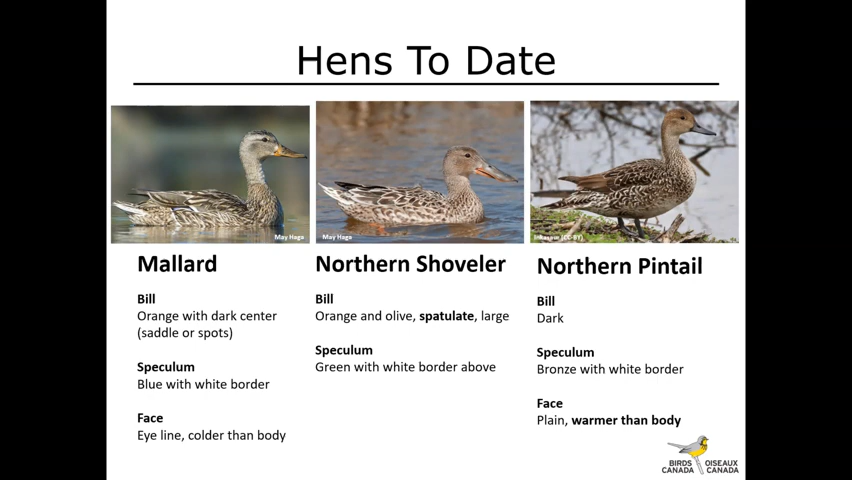 Hens To Date
May Haga
May Haga
(CC-BY)
Mallard
Bill
Orange with dark center
(saddle or spots)
Speculum
Blue with white border
Face
Eye line, colder than body
Northern Shoveler
Bill
Orange and olive, spatulate, large
Speculum
Green with white border above
Northern Pintail
Bill
Dark
Speculum
Bronze with white border
Face
Plain, warmer than body
BIRDS CANADA
OISEAUX CANADA